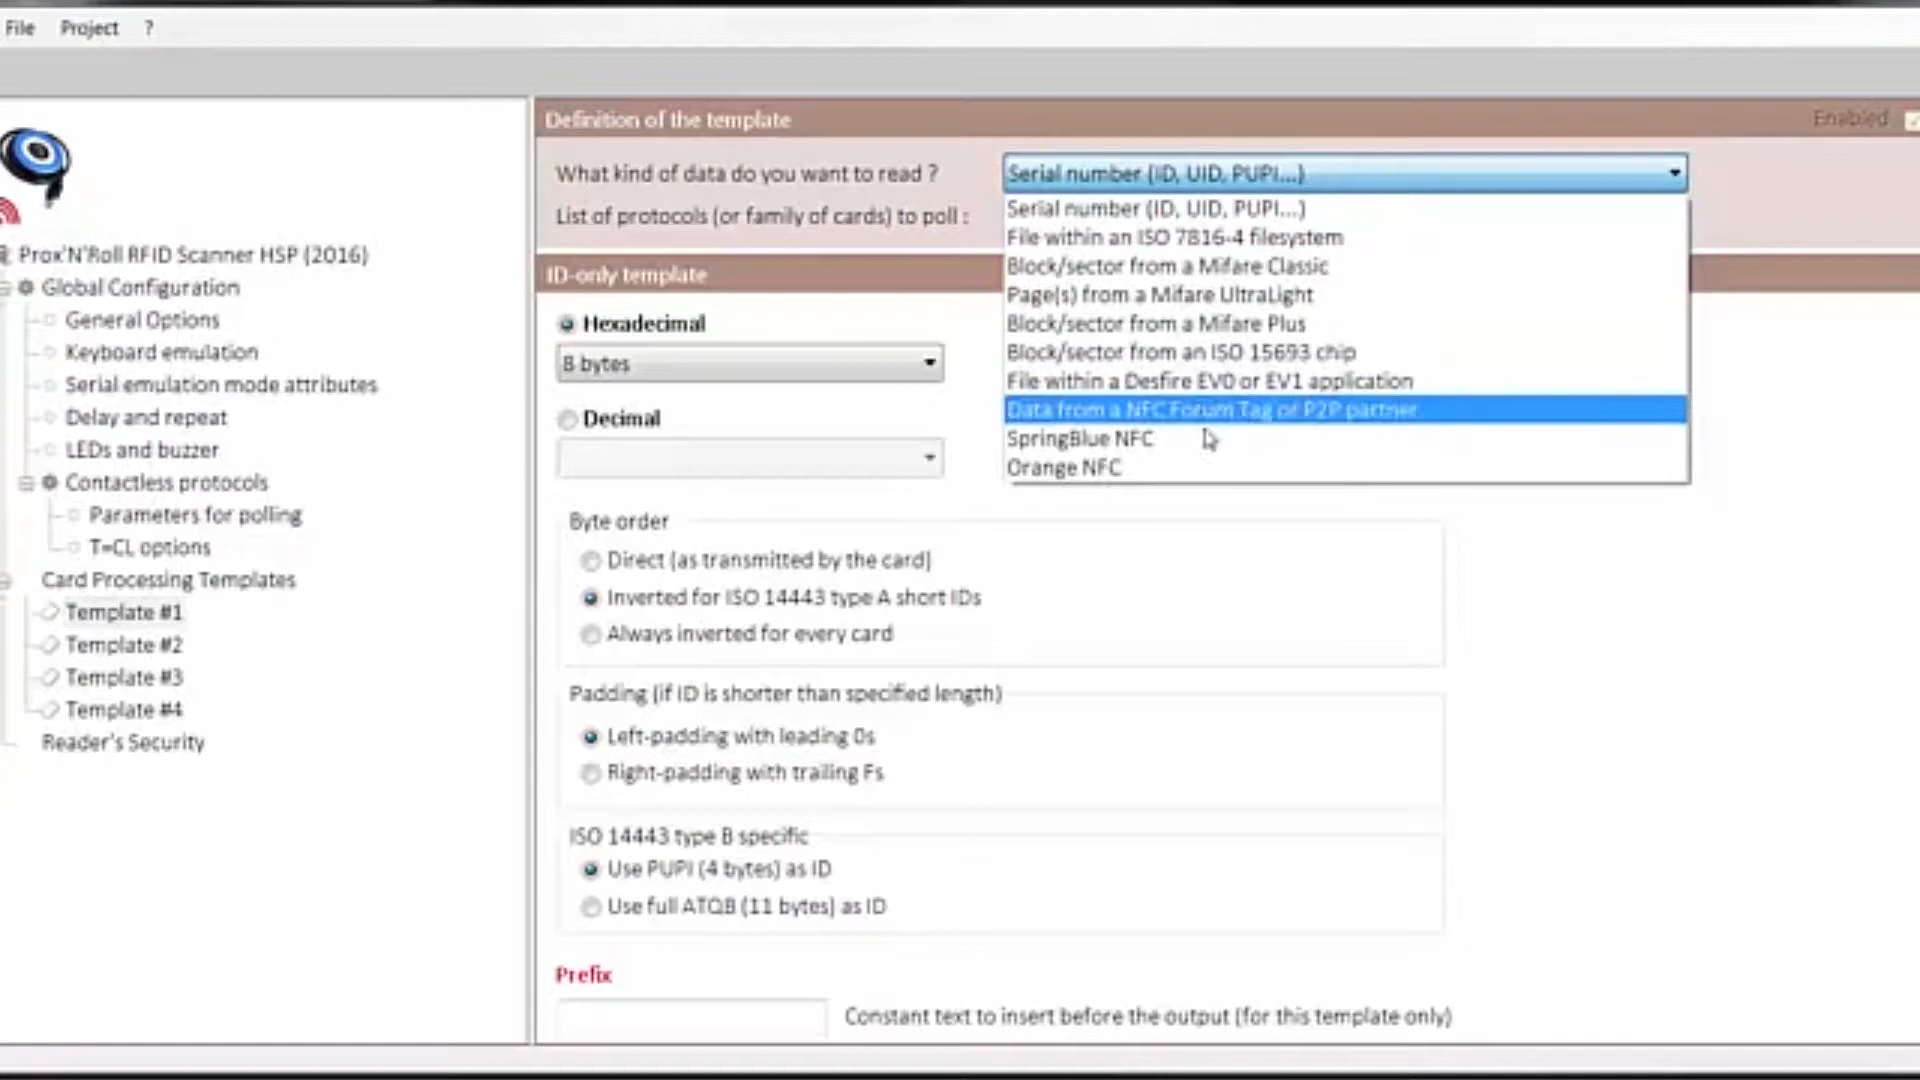 File Project ?
Definition of the template
Enabled
What kind of data do you want to read ?
Serial number (ID, UID, PUPI...)
List of protocols (or family of cards) to poll :
Serial number (ID, UID, PUPI...)
File within an ISO 7816-4 filesystem
Block/sector from a Mifare Classic
Page(s) from a Mifare UltraLight
Block/sector from a Mifare Plus
Block/sector from an ISO 15693 chip
File within a Desfire EV0 or EV1 application
Data from a NFC Forum Tag or P2P partner
SpringBlue NFC
Orange NFC
Prox'N'Roll RFID Scanner HSP (2016)
Global Configuration
General Options
Keyboard emulation
Serial emulation mode attributes
Delay and repeat
LEDs and buzzer
Contactless protocols
Parameters for polling
T=CL options
Card Processing Templates
Template #1
Template #2
Template #3
Template #4
Reader's Security
ID-only template
Hexadecimal
8 bytes
Decimal
Byte order
Direct (as transmitted by the card)
Inverted for ISO 14443 type A short IDs
Always inverted for every card
Padding (if ID is shorter than specified length)
Left-padding with leading 0s
Right-padding with trailing Fs
ISO 14443 type B specific
Use PUPI (4 bytes) as ID
Use full ATQB (11 bytes) as ID
Prefix
Constant text to insert before the output (for this template only)